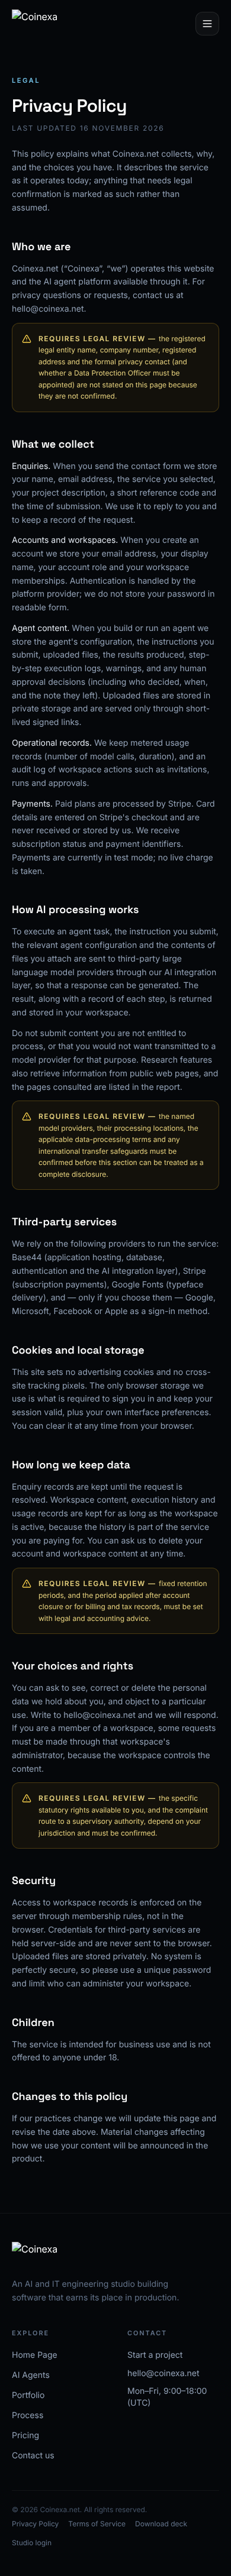 Coinexa
LEGAL
Privacy Policy
LAST UPDATED 16 NOVEMBER 2026
This policy explains what Coinexa.net collects, why,
and the choices you have. It describes the service
as it operates today; anything that needs legal
confirmation is marked as such rather than
assumed.
Who we are
Coinexa.net (“Coinexa”, “we”) operates this website
and the AI agent platform available through it. For
privacy questions or requests, contact us at
hello@coinexa.net.
REQUIRES LEGAL REVIEW — the registered
legal entity name, company number, registered
address and the formal privacy contact (and
whether a Data Protection Officer must be
appointed) are not stated on this page because
they are not confirmed.
What we collect
Enquiries. When you send the contact form we store
your name, email address, the service you selected,
your project description, a short reference code and
the time of submission. We use it to reply to you and
to keep a record of the request.
Accounts and workspaces. When you create an
account we store your email address, your display
name, your account role and your workspace
memberships. Authentication is handled by the
platform provider; we do not store your password in
readable form.
Agent content. When you build or run an agent we
store the agent's configuration, the instructions you
submit, uploaded files, the results produced, step-
by-step execution logs, warnings, and any human
approval decisions (including who decided, when,
and the note they left). Uploaded files are stored in
private storage and are served only through short-
lived signed links.
Operational records. We keep metered usage
records (number of model calls, duration), and an
audit log of workspace actions such as invitations,
runs and approvals.
Payments. Paid plans are processed by Stripe. Card
details are entered on Stripe's checkout and are
never received or stored by us. We receive
subscription status and payment identifiers.
Payments are currently in test mode; no live charge
is taken.
How AI processing works
To execute an agent task, the instruction you submit,
the relevant agent configuration and the contents of
files you attach are sent to third-party large
language model providers through our AI integration
layer, so that a response can be generated. The
result, along with a record of each step, is returned
and stored in your workspace.
Do not submit content you are not entitled to
process, or that you would not want transmitted to a
model provider for that purpose. Research features
also retrieve information from public web pages, and
the pages consulted are listed in the report.
REQUIRES LEGAL REVIEW — the named
model providers, their processing locations, the
applicable data-processing terms and any
international transfer safeguards must be
confirmed before this section can be treated as a
complete disclosure.
Third-party services
We rely on the following providers to run the service:
Base44 (application hosting, database,
authentication and the AI integration layer), Stripe
(subscription payments), Google Fonts (typeface
delivery), and — only if you choose them — Google,
Microsoft, Facebook or Apple as a sign-in method.
Cookies and local storage
This site sets no advertising cookies and no cross-
site tracking pixels. The only browser storage we
use is what is required to sign you in and keep your
session valid, plus your own interface preferences.
You can clear it at any time from your browser.
How long we keep data
Enquiry records are kept until the request is
resolved. Workspace content, execution history and
usage records are kept for as long as the workspace
is active, because the history is part of the service
you are paying for. You can ask us to delete your
account and workspace content at any time.
REQUIRES LEGAL REVIEW — fixed retention
periods, and the period applied after account
closure or for billing and tax records, must be set
with legal and accounting advice.
Your choices and rights
You can ask to see, correct or delete the personal
data we hold about you, and object to a particular
use. Write to hello@coinexa.net and we will respond.
If you are a member of a workspace, some requests
must be made through that workspace's
administrator, because the workspace controls the
content.
REQUIRES LEGAL REVIEW — the specific
statutory rights available to you, and the complaint
route to a supervisory authority, depend on your
jurisdiction and must be confirmed.
Security
Access to workspace records is enforced on the
server through membership rules, not in the
browser. Credentials for third-party services are
held server-side and are never sent to the browser.
Uploaded files are stored privately. No system is
perfectly secure, so please use a unique password
and limit who can administer your workspace.
Children
The service is intended for business use and is not
offered to anyone under 18.
Changes to this policy
If our practices change we will update this page and
revise the date above. Material changes affecting
how we use your content will be announced in the
product.
Coinexa
An AI and IT engineering studio building
software that earns its place in production.
EXPLORE
Home Page
AI Agents
Portfolio
Process
Pricing
Contact us
CONTACT
Start a project
hello@coinexa.net
Mon–Fri, 9:00–18:00
(UTC)
© 2026 Coinexa.net. All rights reserved.
Privacy Policy Terms of Service Download deck
Studio login